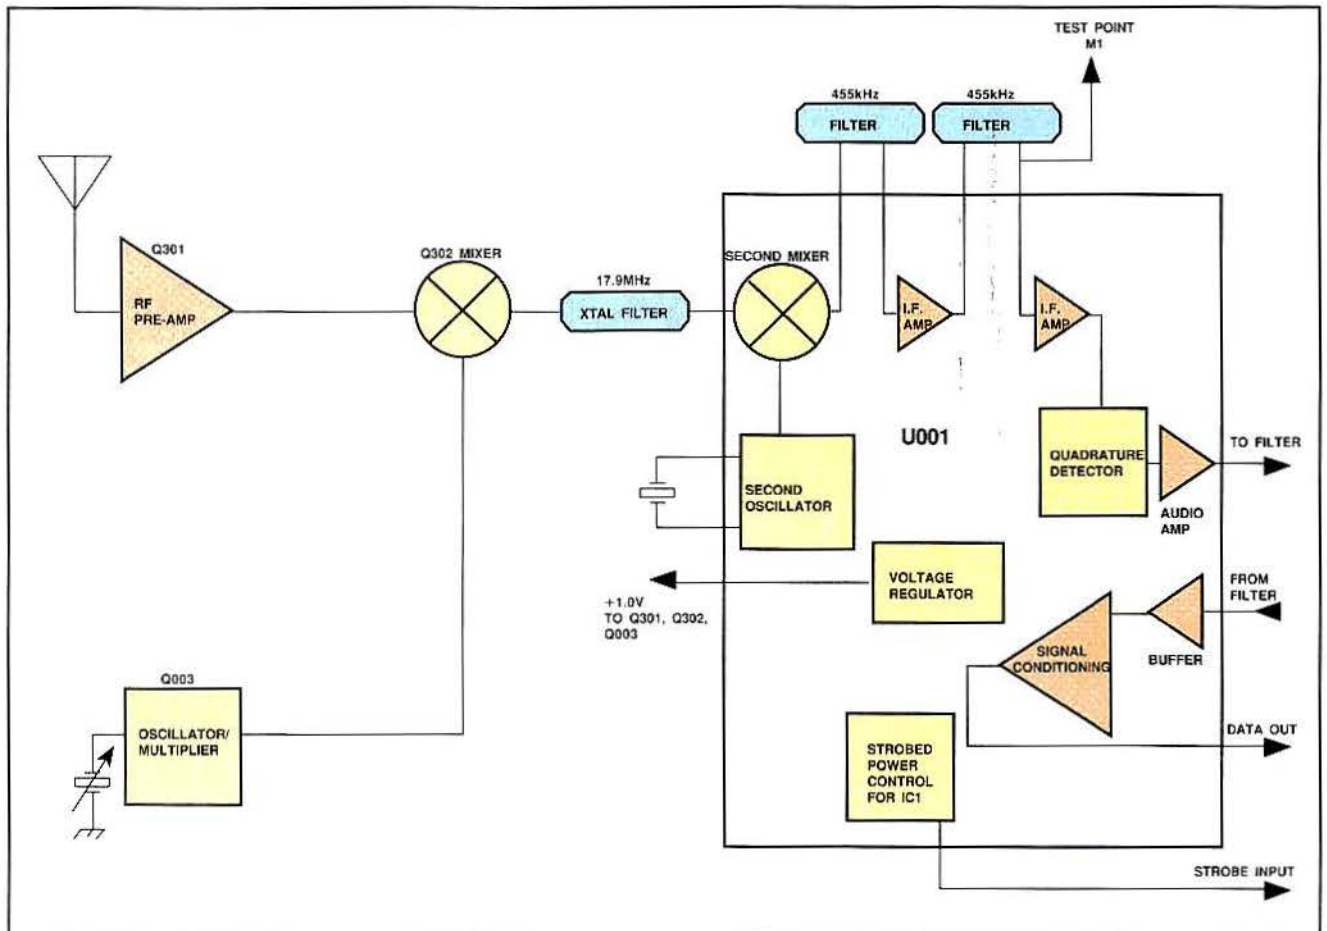 TEST POINT
M1
455kHz
FILTER
455kHz
FILTER
Q301
RF
PRE-AMP
Q302 MIXER
17.9MHz
XTAL FILTER
SECOND MIXER
I.F.
AMP
I.F.
AMP
U001
SECOND
OSCILLATOR
QUADRATURE
DETECTOR
AUDIO
AMP
TO FILTER
VOLTAGE
REGULATOR
+1.0V
TO Q301, Q302,
Q003
FROM
FILTER
BUFFER
SIGNAL
CONDITIONING
Q003
OSCILLATOR/
MULTIPLIER
STROBED
POWER
CONTROL
FOR IC1
DATA OUT
STROBE INPUT